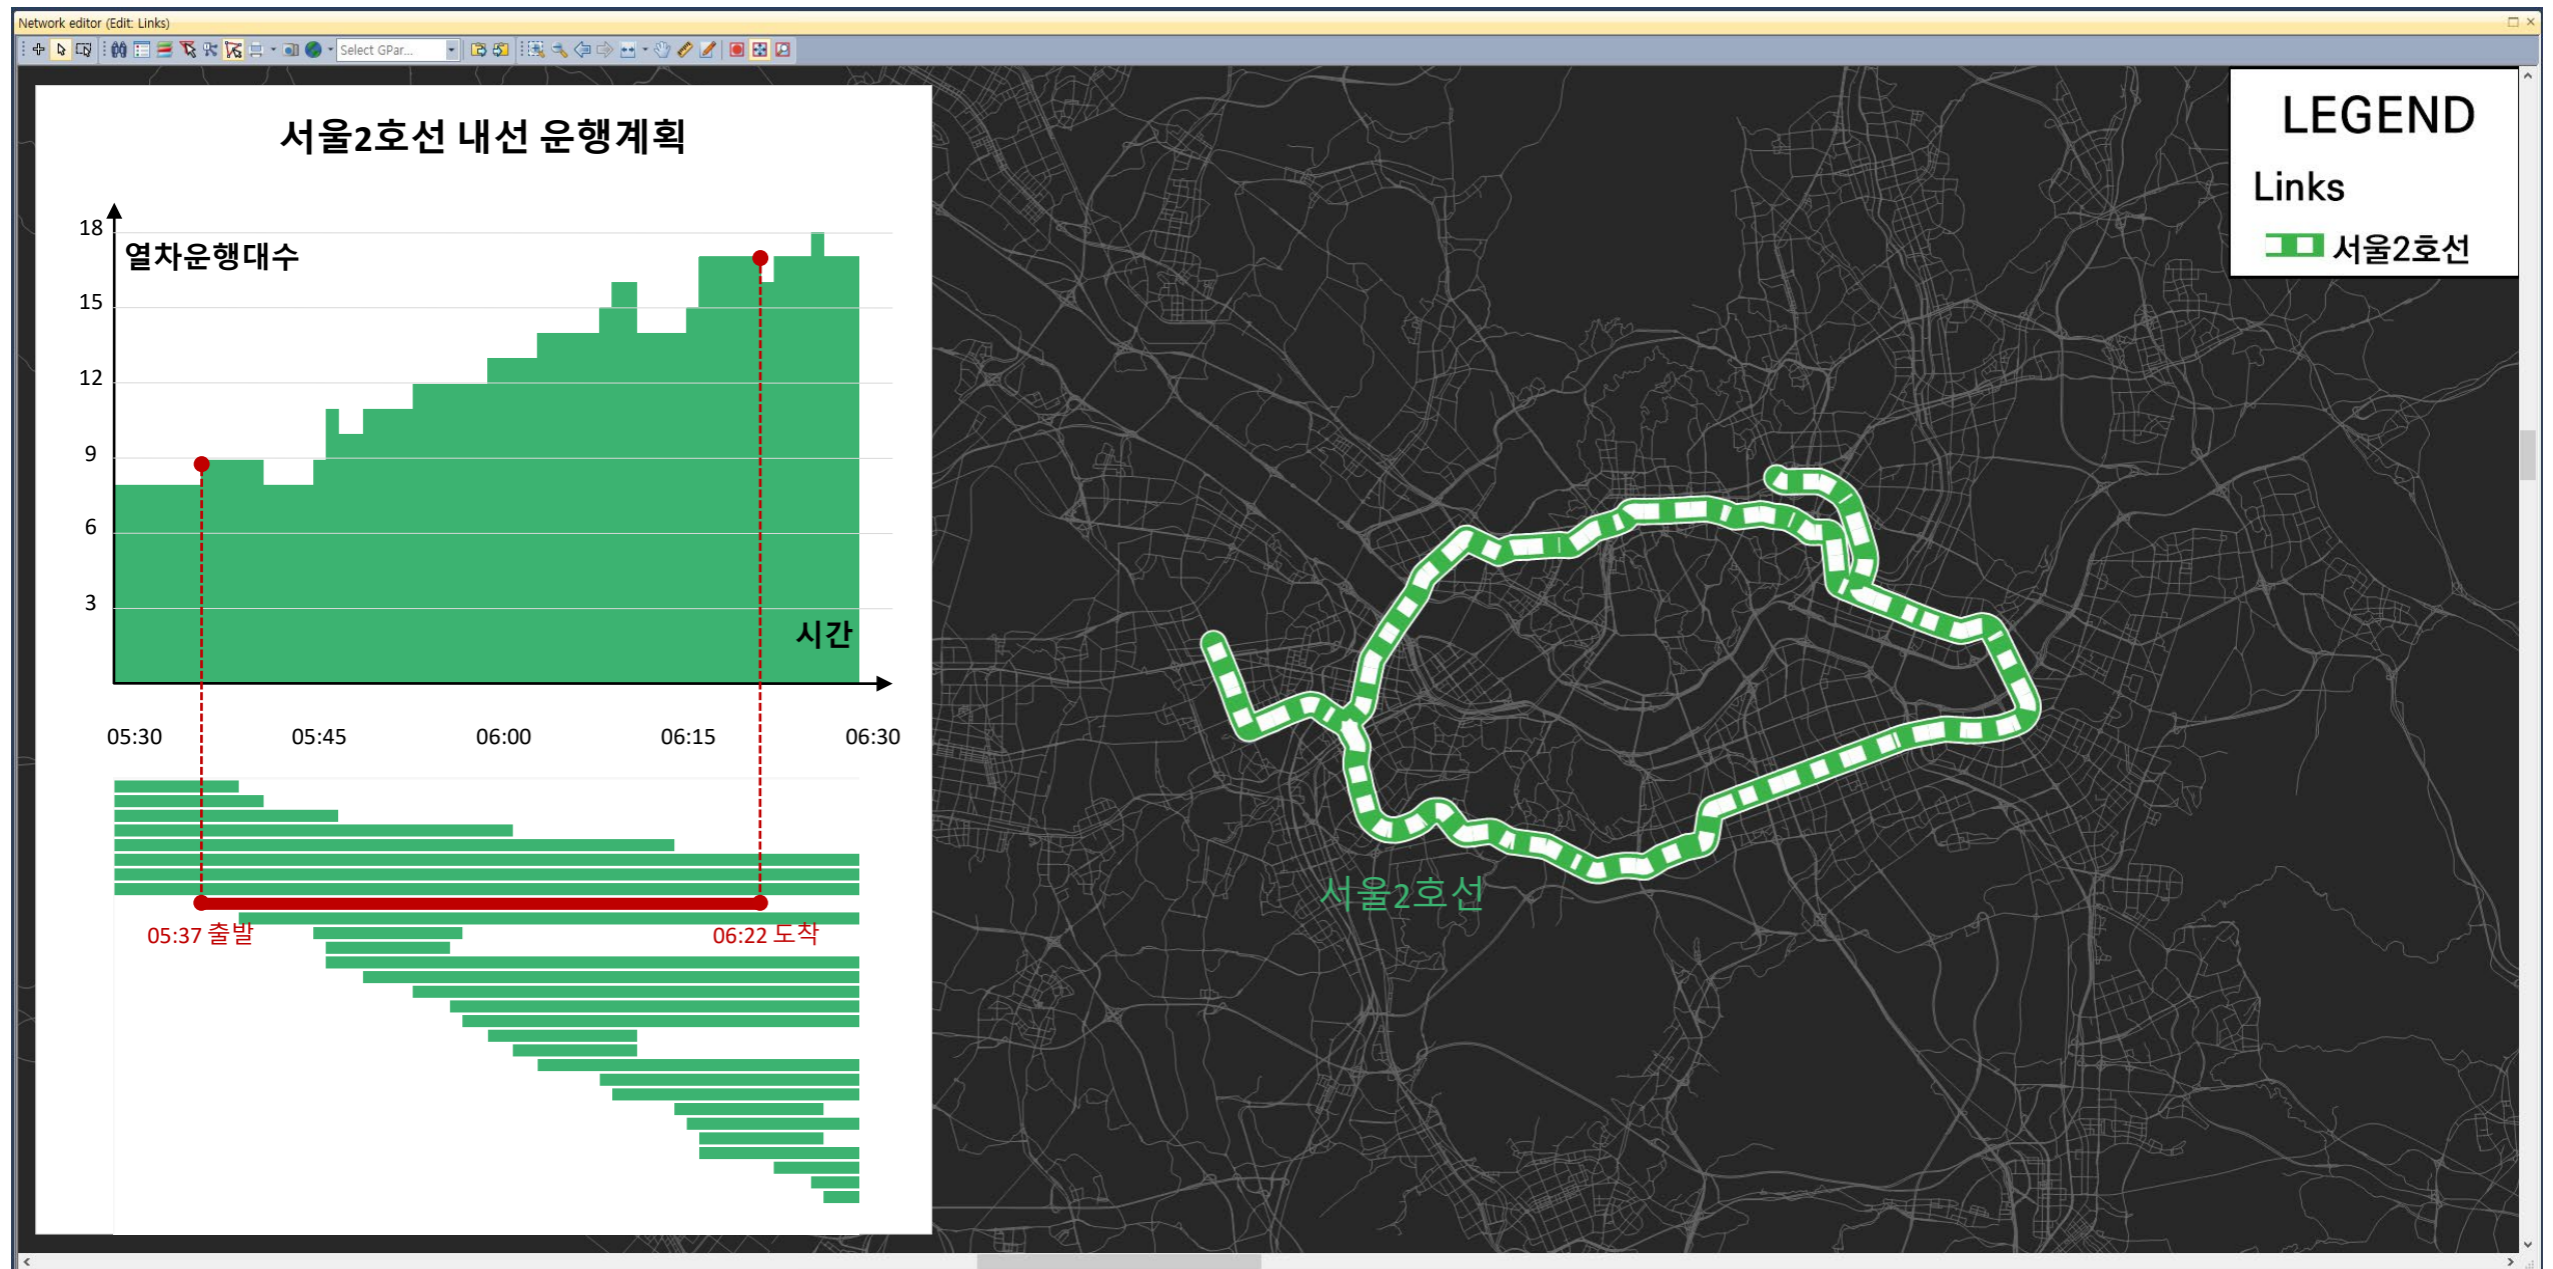 Network editor (Edit: Links)
Select GPar...
서울2호선 내선 운행계획
열차운행대수
18
15
12
9
6
3
시간
05:30 05:45 06:00 06:15 06:30
05:37 출발
06:22 도착
서울2호선
LEGEND
Links
서울2호선